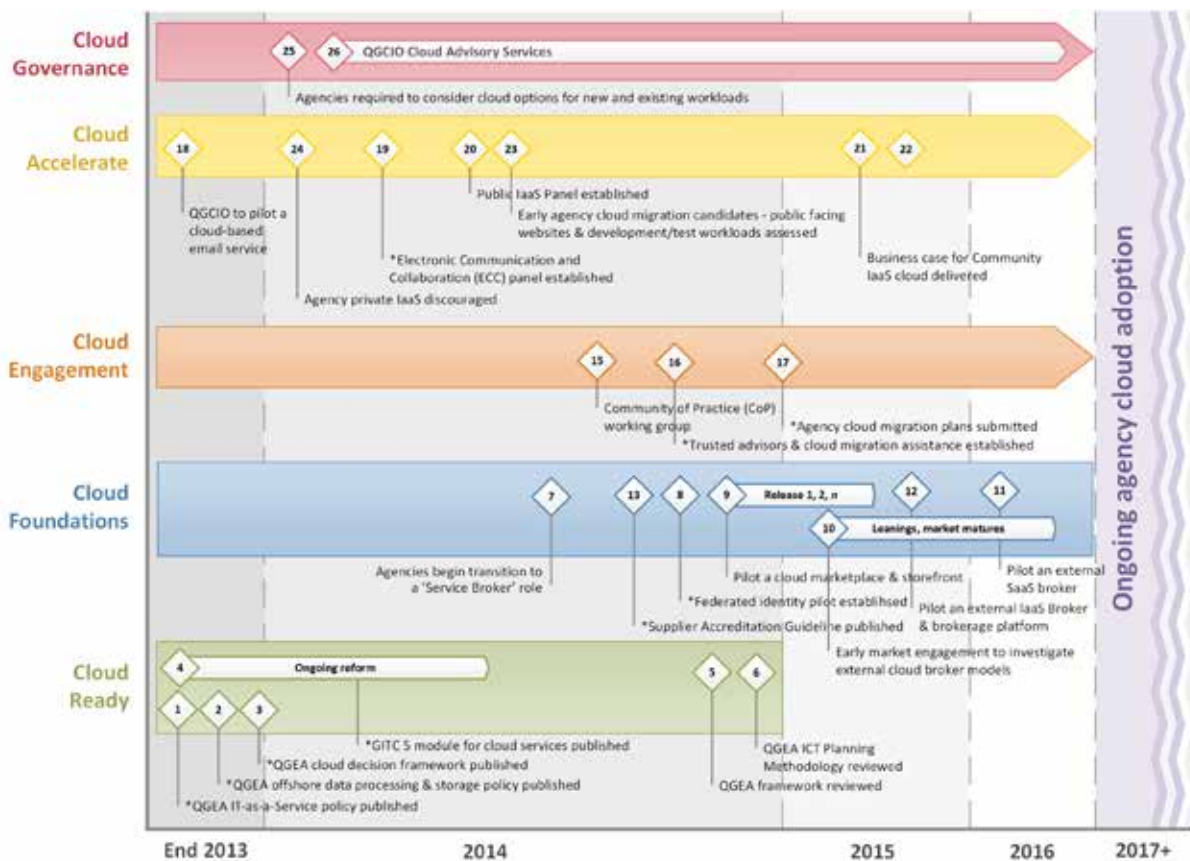 Cloud
Governance
25
26
QGCIO Cloud Advisory Services
Agencies required to consider cloud options for new and existing workloads
Cloud
Accelerate
18
24
19
20
23
21
22
Public IaaS Panel established
QGCIO to pilot a
cloud-based
email service
Early agency cloud migration candidates - public facing
websites & development/test workloads assessed
*Electronic Communication and
Collaboration (ECC) panel established
Business case for Community
IaaS cloud delivered
Agency private IaaS discouraged
Cloud
Engagement
15
16
17
Community of Practice (CoP)
working group
*Agency cloud migration plans submitted
*Trusted advisors & cloud migration assistance established
Cloud
Foundations
7
13
8
9
Release 1, 2, n
12
11
10
Leanings, market matures
Agencies begin transition to
a 'Service Broker' role
Pilot a cloud marketplace & storefront
Pilot an external
SaaS broker
*Federated identity pilot establihsed
Pilot an external IaaS Broker
& brokerage platform
*Supplier Accreditation Guideline published
Early market engagement to investigate
external cloud broker models
Cloud
Ready
4
Ongoing reform
5
6
1
2
3
*GITC 5 module for cloud services published
*QGEA cloud decision framework published
*QGEA offshore data processing & storage policy published
*QGEA IT-as-a-Service policy published
QGEA ICT Planning
Methodology reviewed
QGEA framework reviewed
Ongoing agency cloud adoption
End 2013
2014
2015
2016
2017+